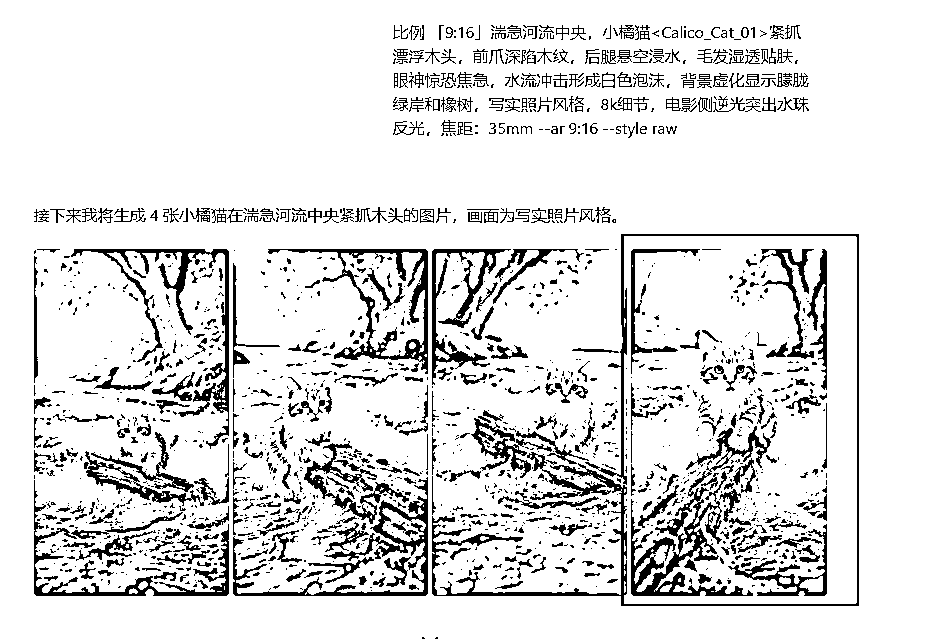 比例 「9:16」湍急河流中央，小橘猫<Calico_Cat_01>紧抓
漂浮木头，前爪深陷木纹，后腿悬空浸水，毛发湿透贴肤，
眼神惊恐焦急，水流冲击形成白色泡沫，背景虚化显示朦胧
绿岸和橡树，写实照片风格，8k细节，电影侧逆光突出水珠
反光，焦距：35mm --ar 9:16 --style raw
接下来我将生成 4 张小橘猫在湍急河流中央紧抓木头的图片，画面为写实照片风格。